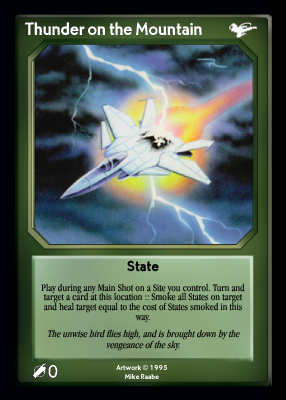 Thunder on the Mountain
State
Play during any Main Shot on a Site you control. Turn and
target a card at this location :: Smoke all States on target
and heal target equal to the cost of States smoked in this
way.
The unwise bird flies high, and is brought down by the
vengeance of the sky.
0
Artwork © 1995
Mike Raabe